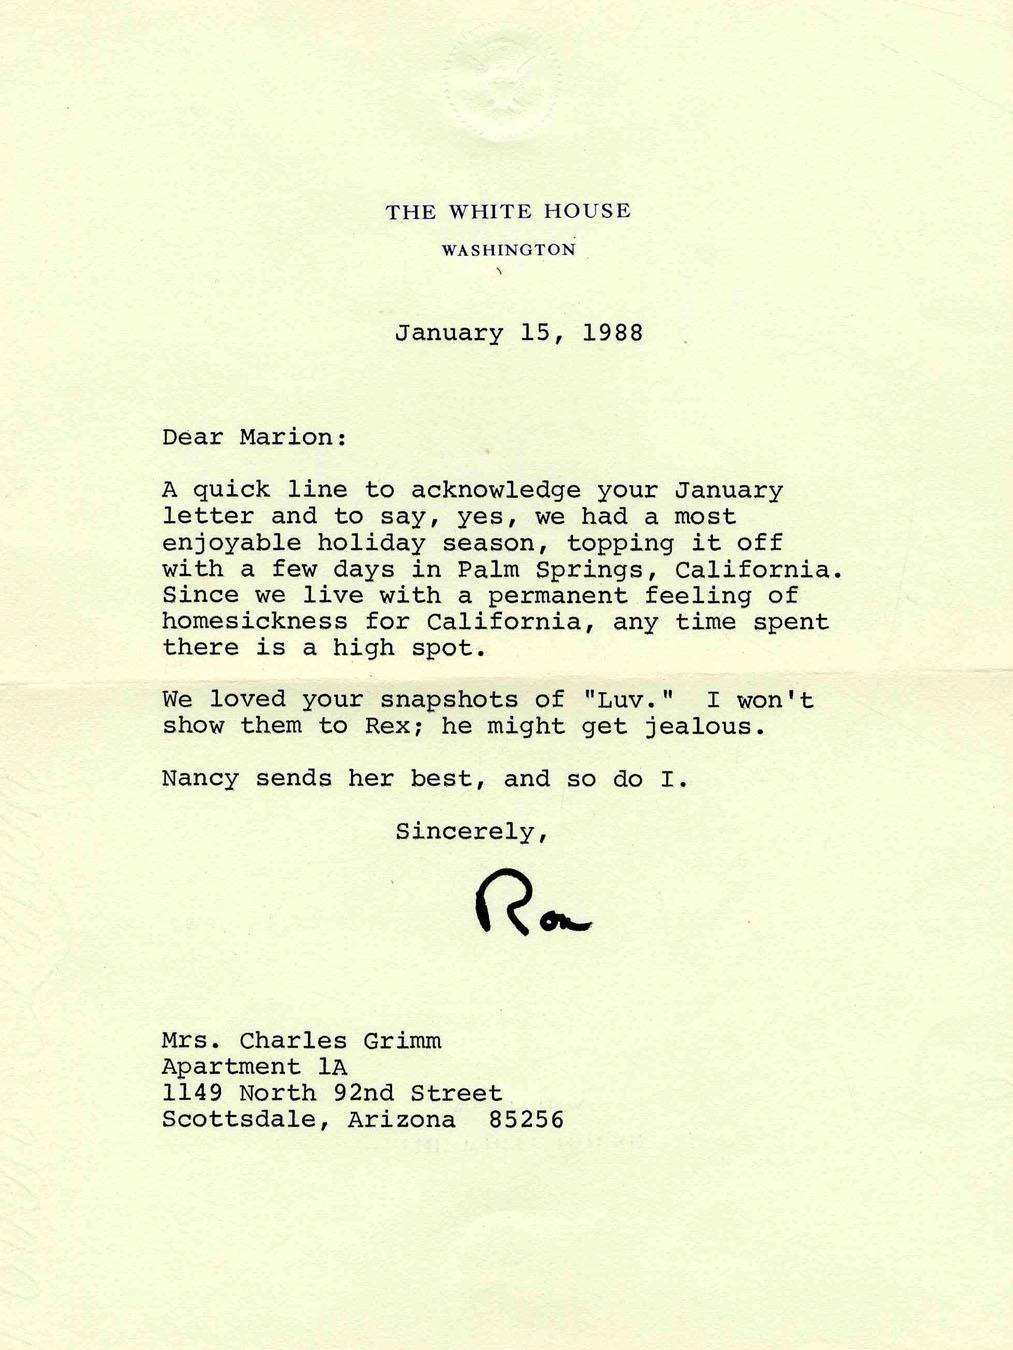 THE WHITE HOUSE
WASHINGTON
January 15, 1988
Dear Marion:
A quick line to acknowledge your January
letter and to say, yes, we had a most
enjoyable holiday season, topping it off
with a few days in Palm Springs, California.
Since we live with a permanent feeling of
homesickness for California, any time spent
there is a high spot.
We loved your snapshots of "Luv."  I won't
show them to Rex; he might get jealous.
Nancy sends her best, and so do I.
Sincerely,
Ron
Mrs. Charles Grimm
Apartment 1A
1149 North 92nd Street
Scottsdale, Arizona  85256